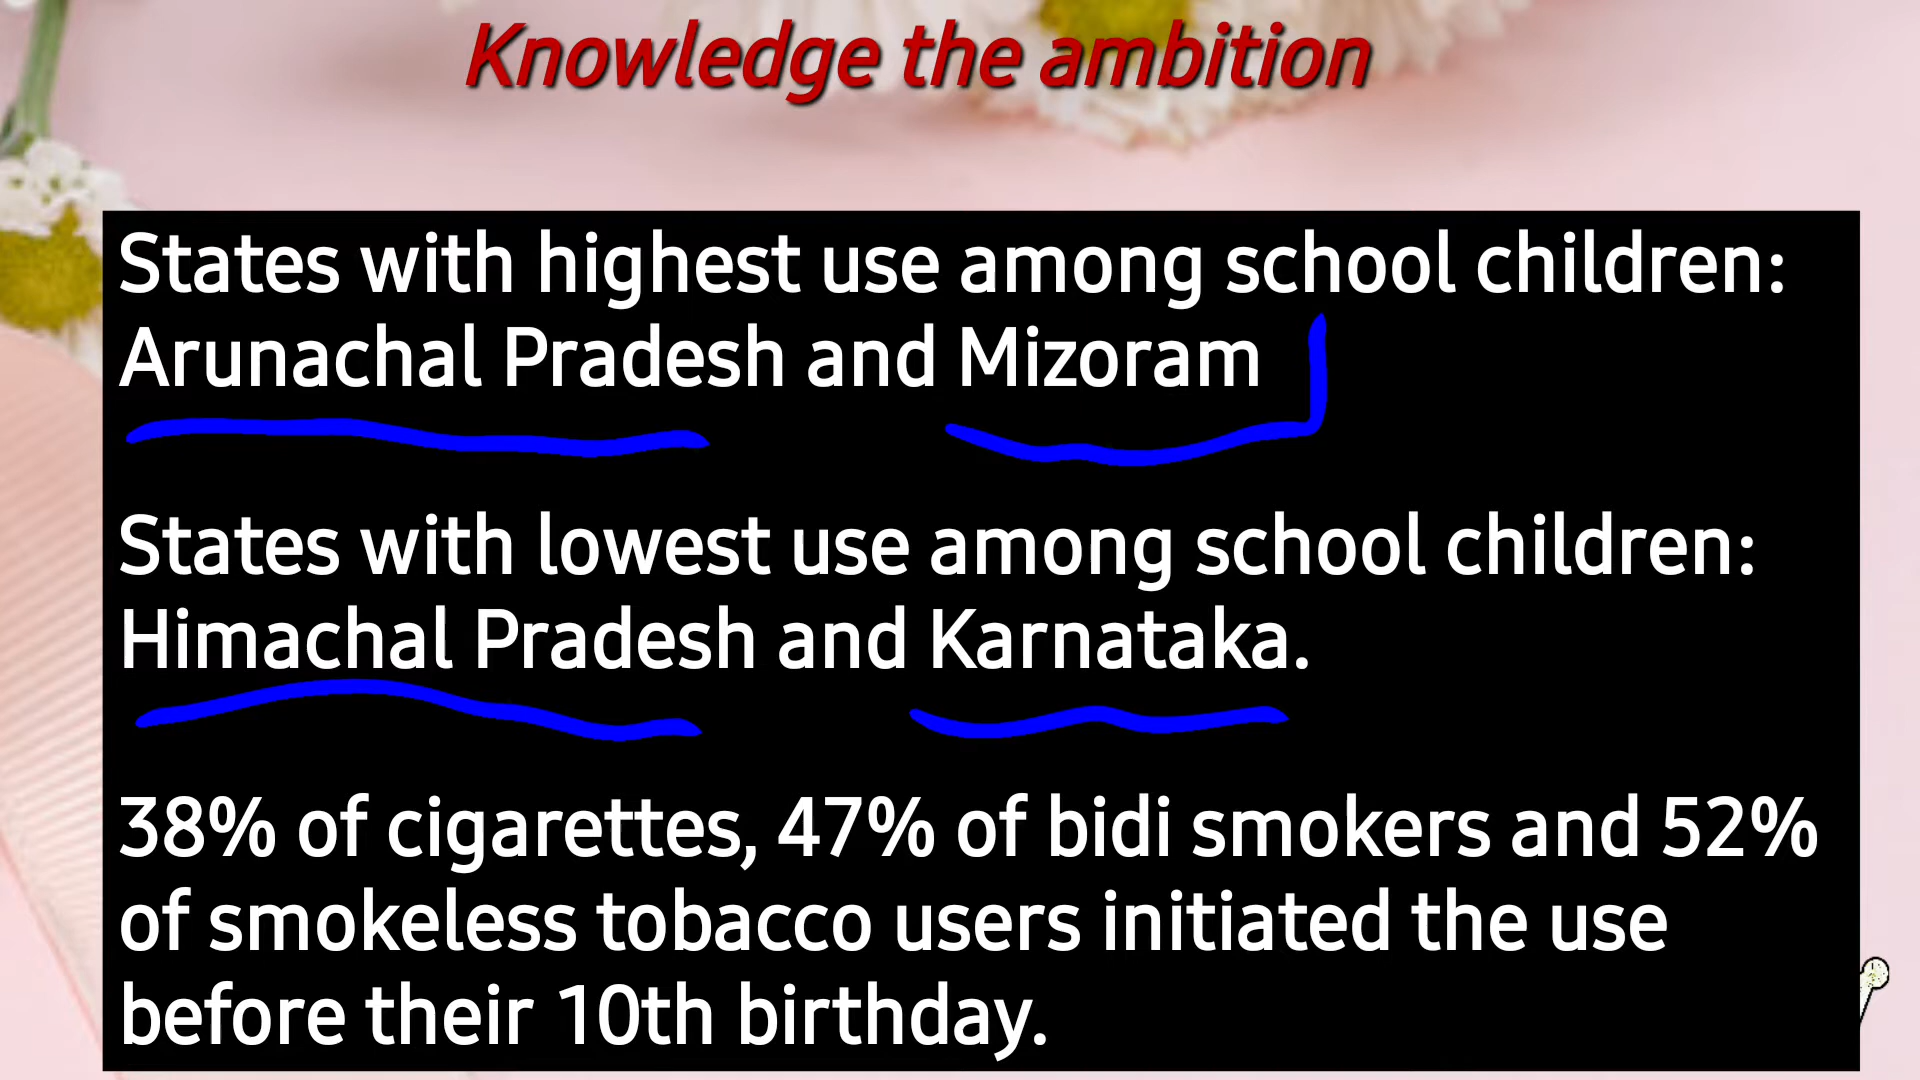 Knowledge the ambition
States with highest use among school children:
Arunachal Pradesh and Mizoram
States with lowest use among school children:
Himachal Pradesh and Karnataka.
38% of cigarettes, 47% of bidi smokers and 52%
of smokeless tobacco users initiated the use
before their 10th birthday.